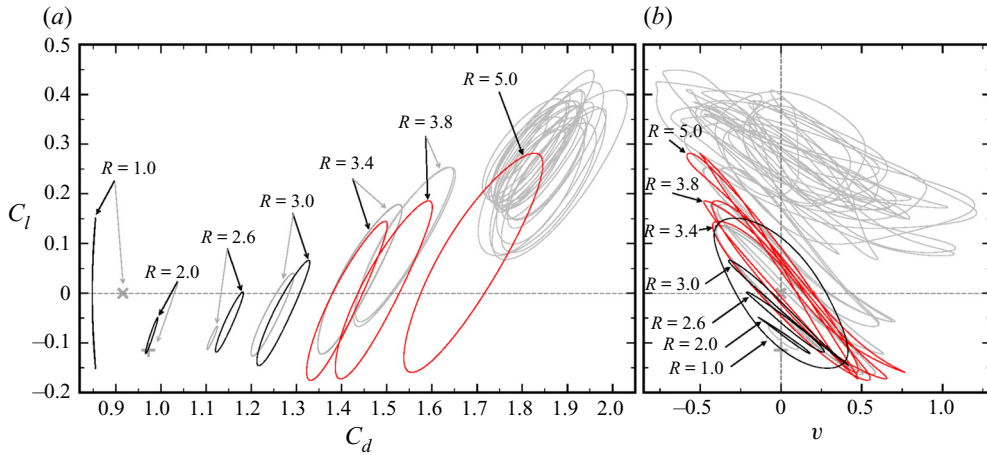 (a)
(b)
0.5
0.4
0.3
0.2
0.1
0
–0.1
–0.2
C_l
R = 1.0
R = 2.0
R = 2.6
R = 3.0
R = 3.4
R = 3.8
R = 5.0
0.9 1.0 1.1 1.2 1.3 1.4 1.5 1.6 1.7 1.8 1.9 2.0
C_d
R = 5.0
R = 3.8
R = 3.4
R = 3.0
R = 2.6
R = 2.0
R = 1.0
–0.5 0 0.5 1.0
v